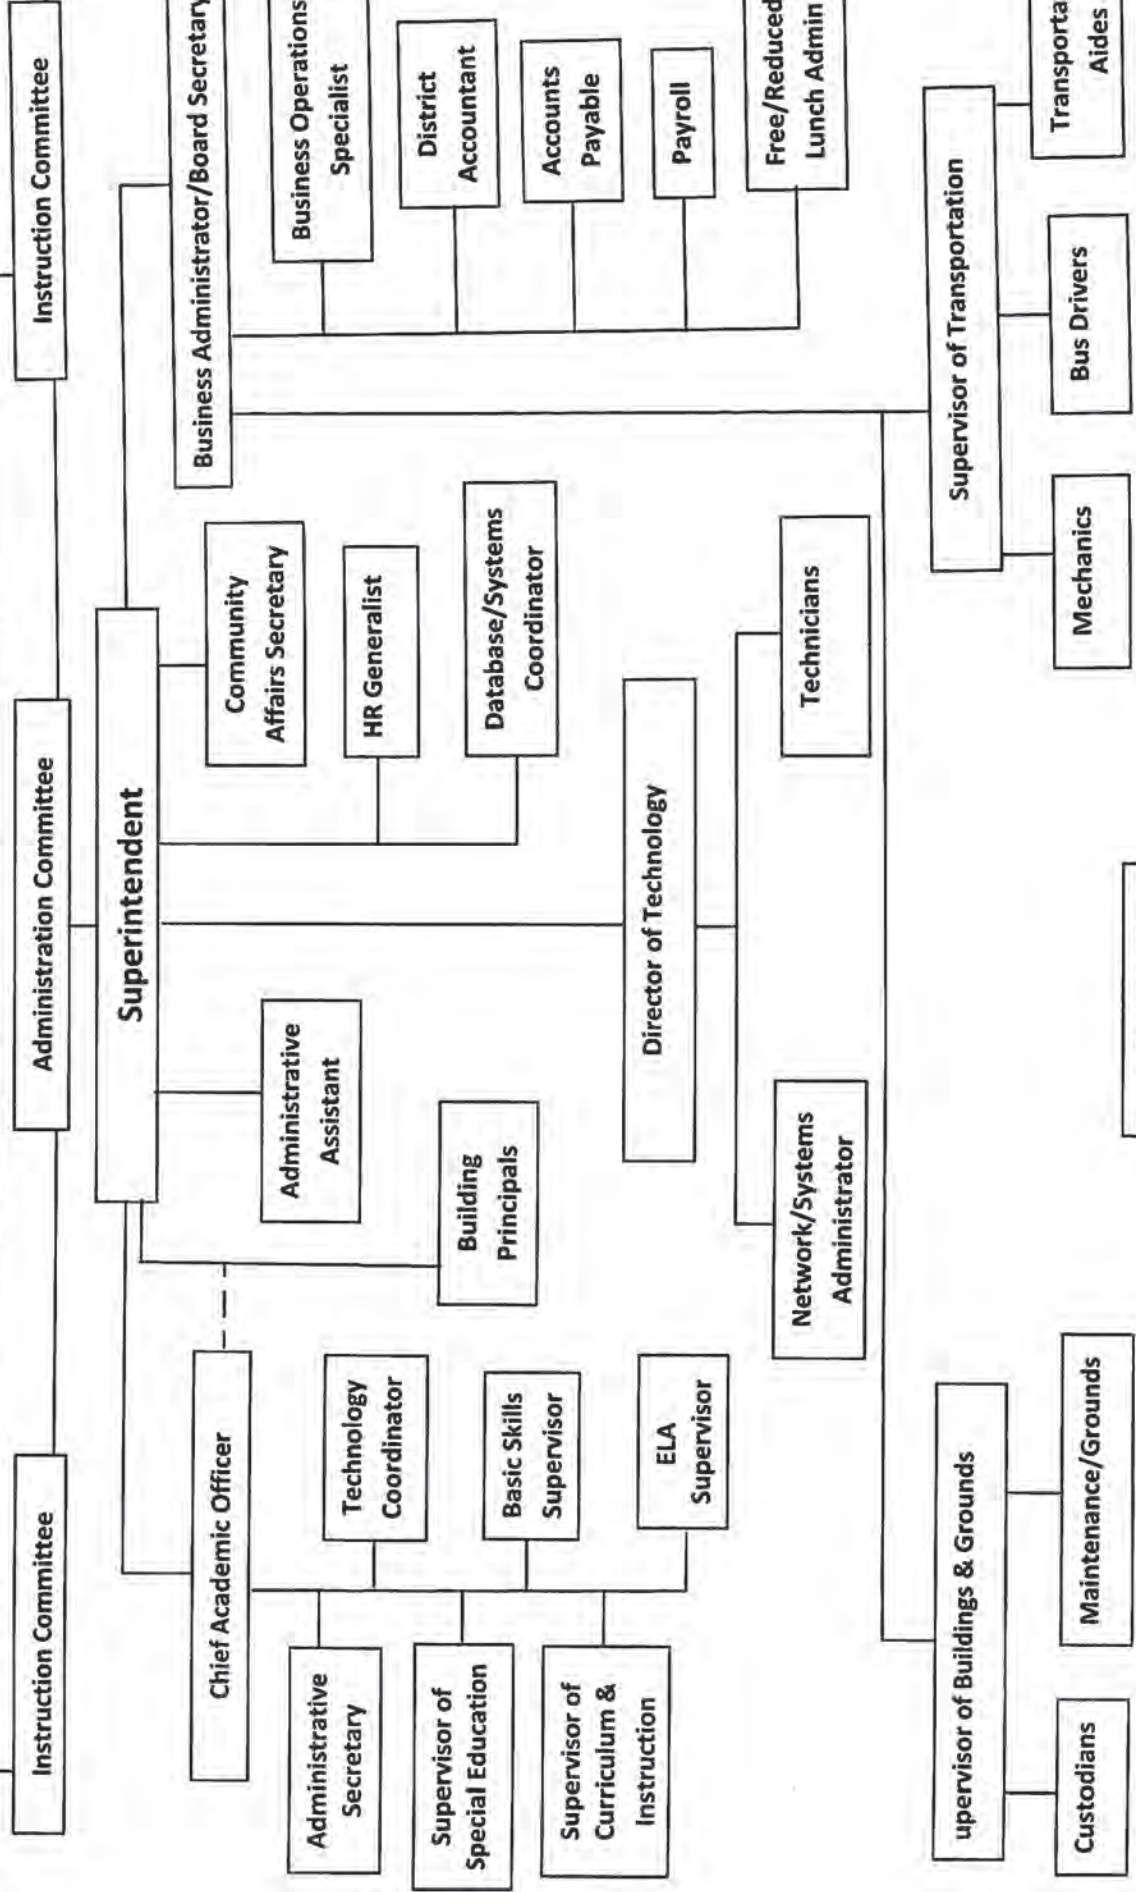 Instruction Committee
Administration Committee
Instruction Committee
Superintendent
Chief Academic Officer
Business Administrator/Board Secretary
Administrative
Assistant
Community
Affairs Secretary
HR Generalist
Database/Systems
Coordinator
Building
Principals
Administrative
Secretary
Technology
Coordinator
Supervisor of
Special Education
Basic Skills
Supervisor
Supervisor of
Curriculum &
Instruction
ELA
Supervisor
Business Operations
Specialist
District
Accountant
Accounts
Payable
Payroll
Free/Reduced
Lunch Admin
Director of Technology
Network/Systems
Administrator
Technicians
upervisor of Buildings & Grounds
Custodians
Maintenance/Grounds
Supervisor of Transportation
Mechanics
Bus Drivers
Transporta
Aides